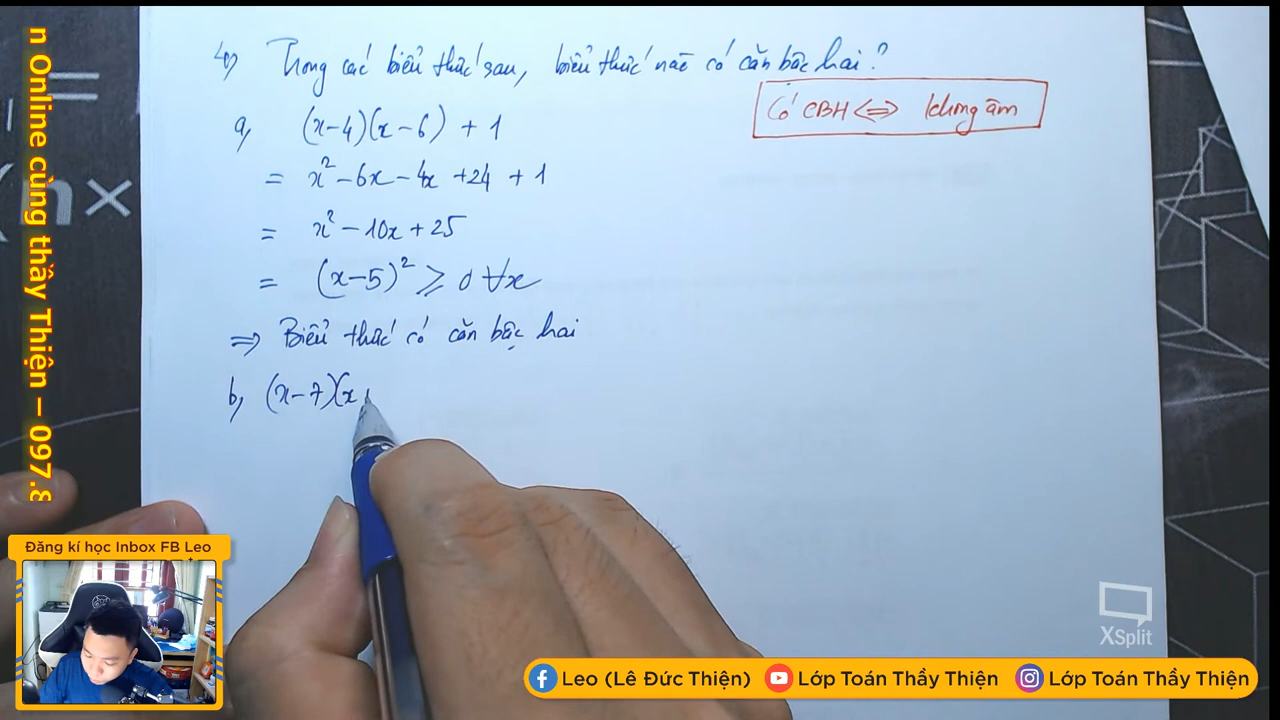 4) Trong các biểu thức sau, biểu thức nào có căn bậc hai?
Có CBH <=> không âm
a, (x-4)(x-6) + 1
= x² - 6x - 4x + 24 + 1
= x² - 10x + 25
= (x-5)² ⩾ 0 ∀x
=> Biểu thức có căn bậc hai
b, (x-7)(x
n Online cùng thầy Thiện – 097.8
Đăng kí học Inbox FB Leo
XSplit
Leo (Lê Đức Thiện)
Lớp Toán Thầy Thiện
Lớp Toán Thầy Thiện